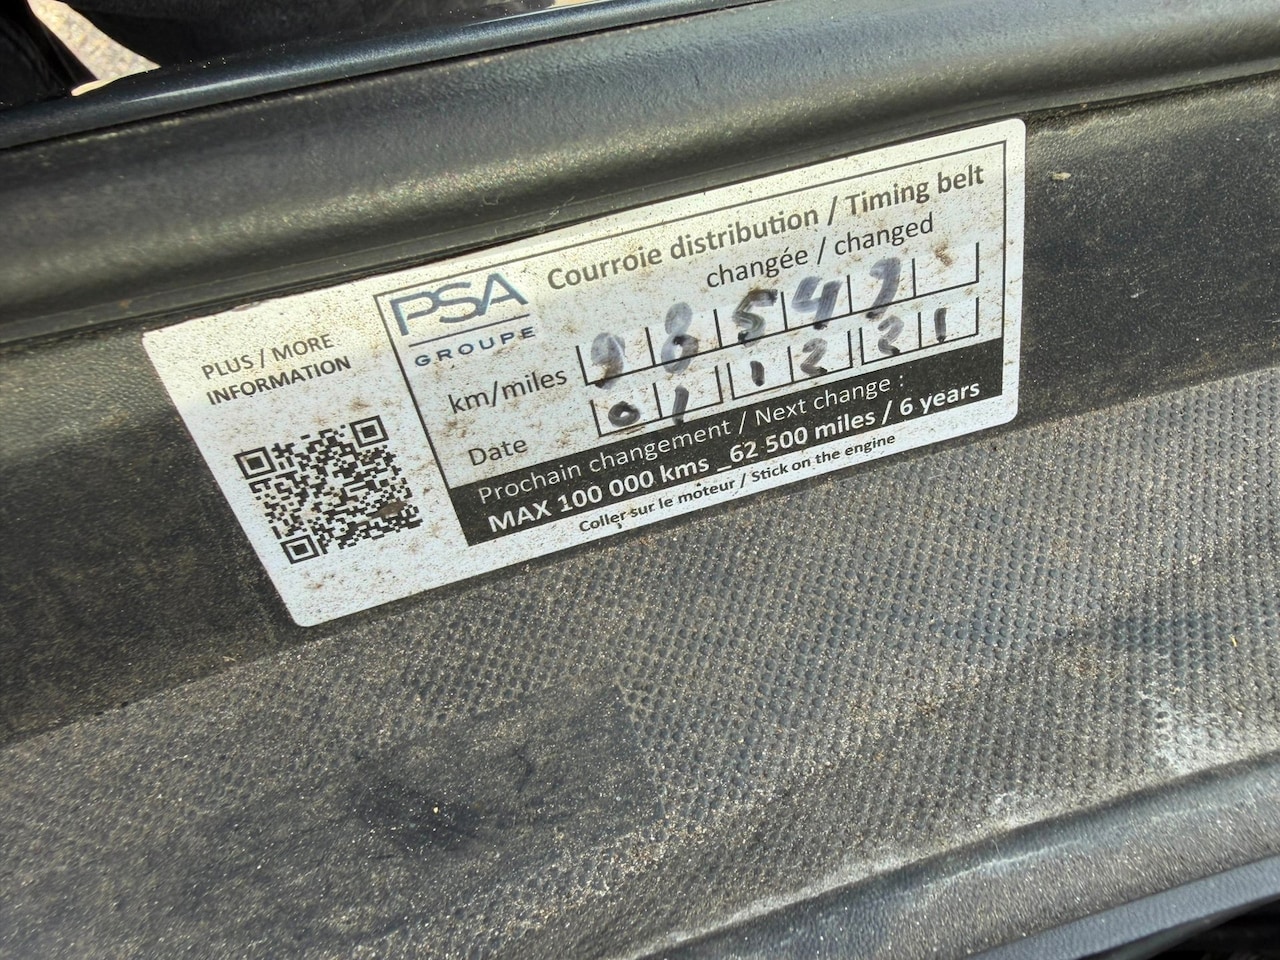 PLUS / MORE
INFORMATION
PSA
GROUPE
Courroie distribution / Timing belt
changée / changed
km/miles 98547
Date 01 12 21
Prochain changement / Next change :
MAX 100 000 kms _62 500 miles / 6 years
Coller sur le moteur / Stick on the engine